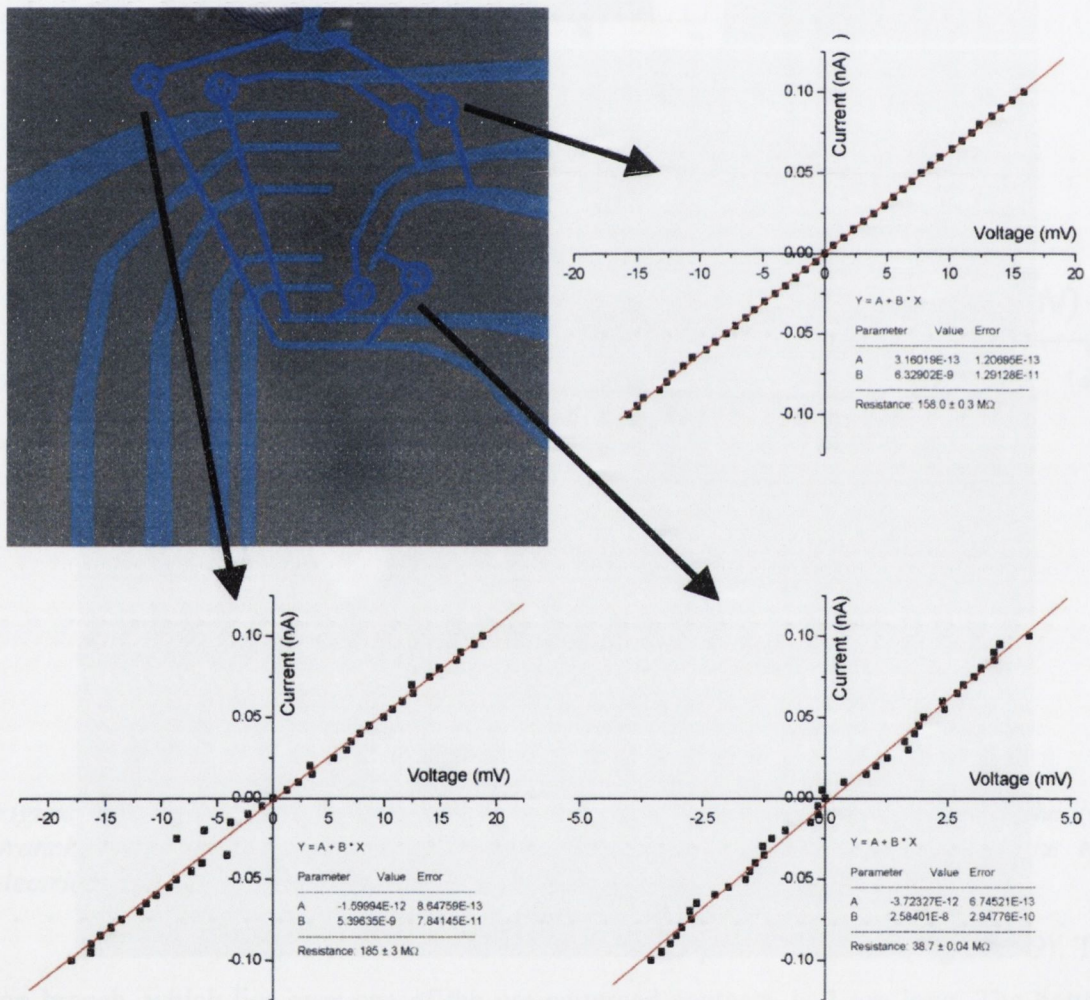 Current (nA)
0.10
0.05
0.00
-0.05
-0.10
Voltage (mV)
-20 -15 -10 -5 0 5 10 15 20
Y = A + B * X
Parameter Value Error
A 3.16019E-13 1.20695E-13
B 6.32902E-9 1.29128E-11
Resistance: 158.0 ± 0.3 MΩ
Current (nA)
0.10
0.05
0.00
-0.05
-0.10
Voltage (mV)
-20 -15 -10 -5 0 5 10 15 20
Y = A + B * X
Parameter Value Error
A -1.59994E-12 8.64759E-13
B 5.39635E-9 7.84145E-11
Resistance: 185 ± 3 MΩ
Current (nA)
0.10
0.05
0.00
-0.05
-0.10
Voltage (mV)
-5.0 -2.5 2.5 5.0
Y = A + B * X
Parameter Value Error
A -3.72327E-12 6.74521E-13
B 2.58401E-8 2.94776E-10
Resistance: 38.7 ± 0.04 MΩ